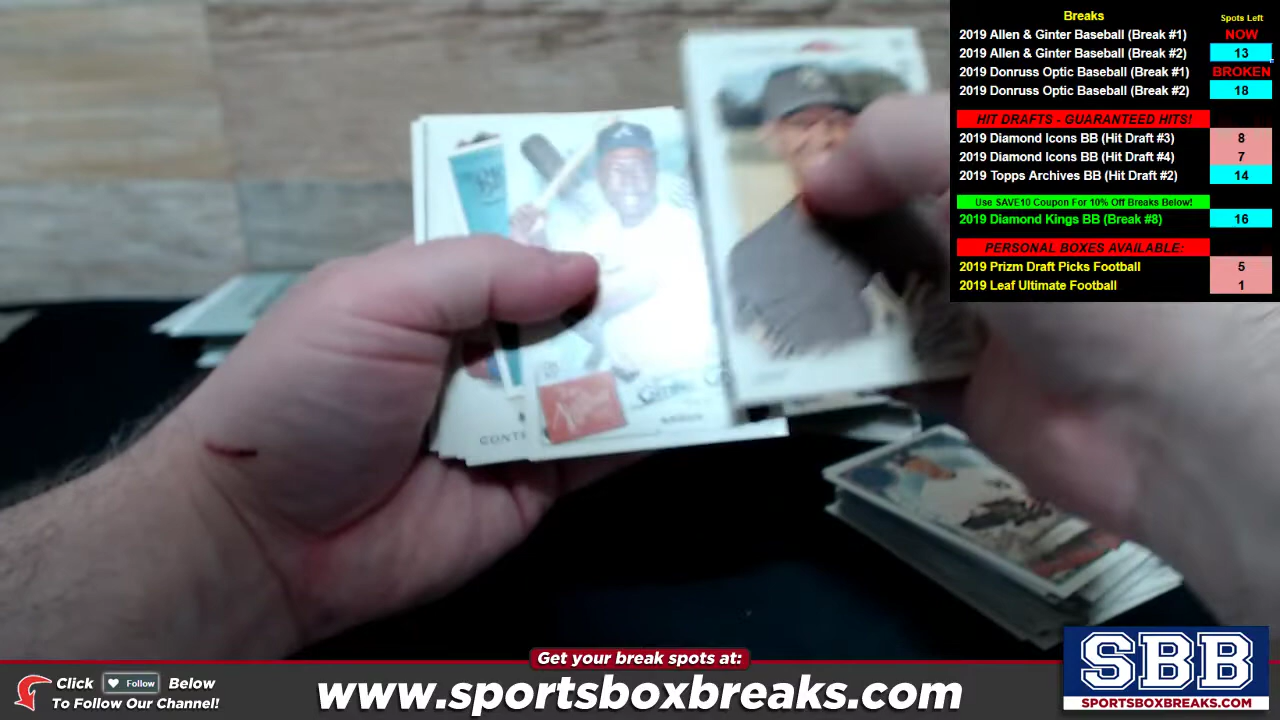 Breaks Spots Left
2019 Allen & Ginter Baseball (Break #1) NOW
2019 Allen & Ginter Baseball (Break #2) 13
2019 Donruss Optic Baseball (Break #1) BROKEN
2019 Donruss Optic Baseball (Break #2) 18
HIT DRAFTS - GUARANTEED HITS!
2019 Diamond Icons BB (Hit Draft #3) 8
2019 Diamond Icons BB (Hit Draft #4) 7
2019 Topps Archives BB (Hit Draft #2) 14
Use SAVE10 Coupon For 10% Off Breaks Below!
2019 Diamond Kings BB (Break #8) 16
PERSONAL BOXES AVAILABLE:
2019 Prizm Draft Picks Football 5
2019 Leaf Ultimate Football 1
Get your break spots at:
Click Follow Below
To Follow Our Channel!
www.sportsboxbreaks.com
SBB
SPORTSBOXBREAKS.COM